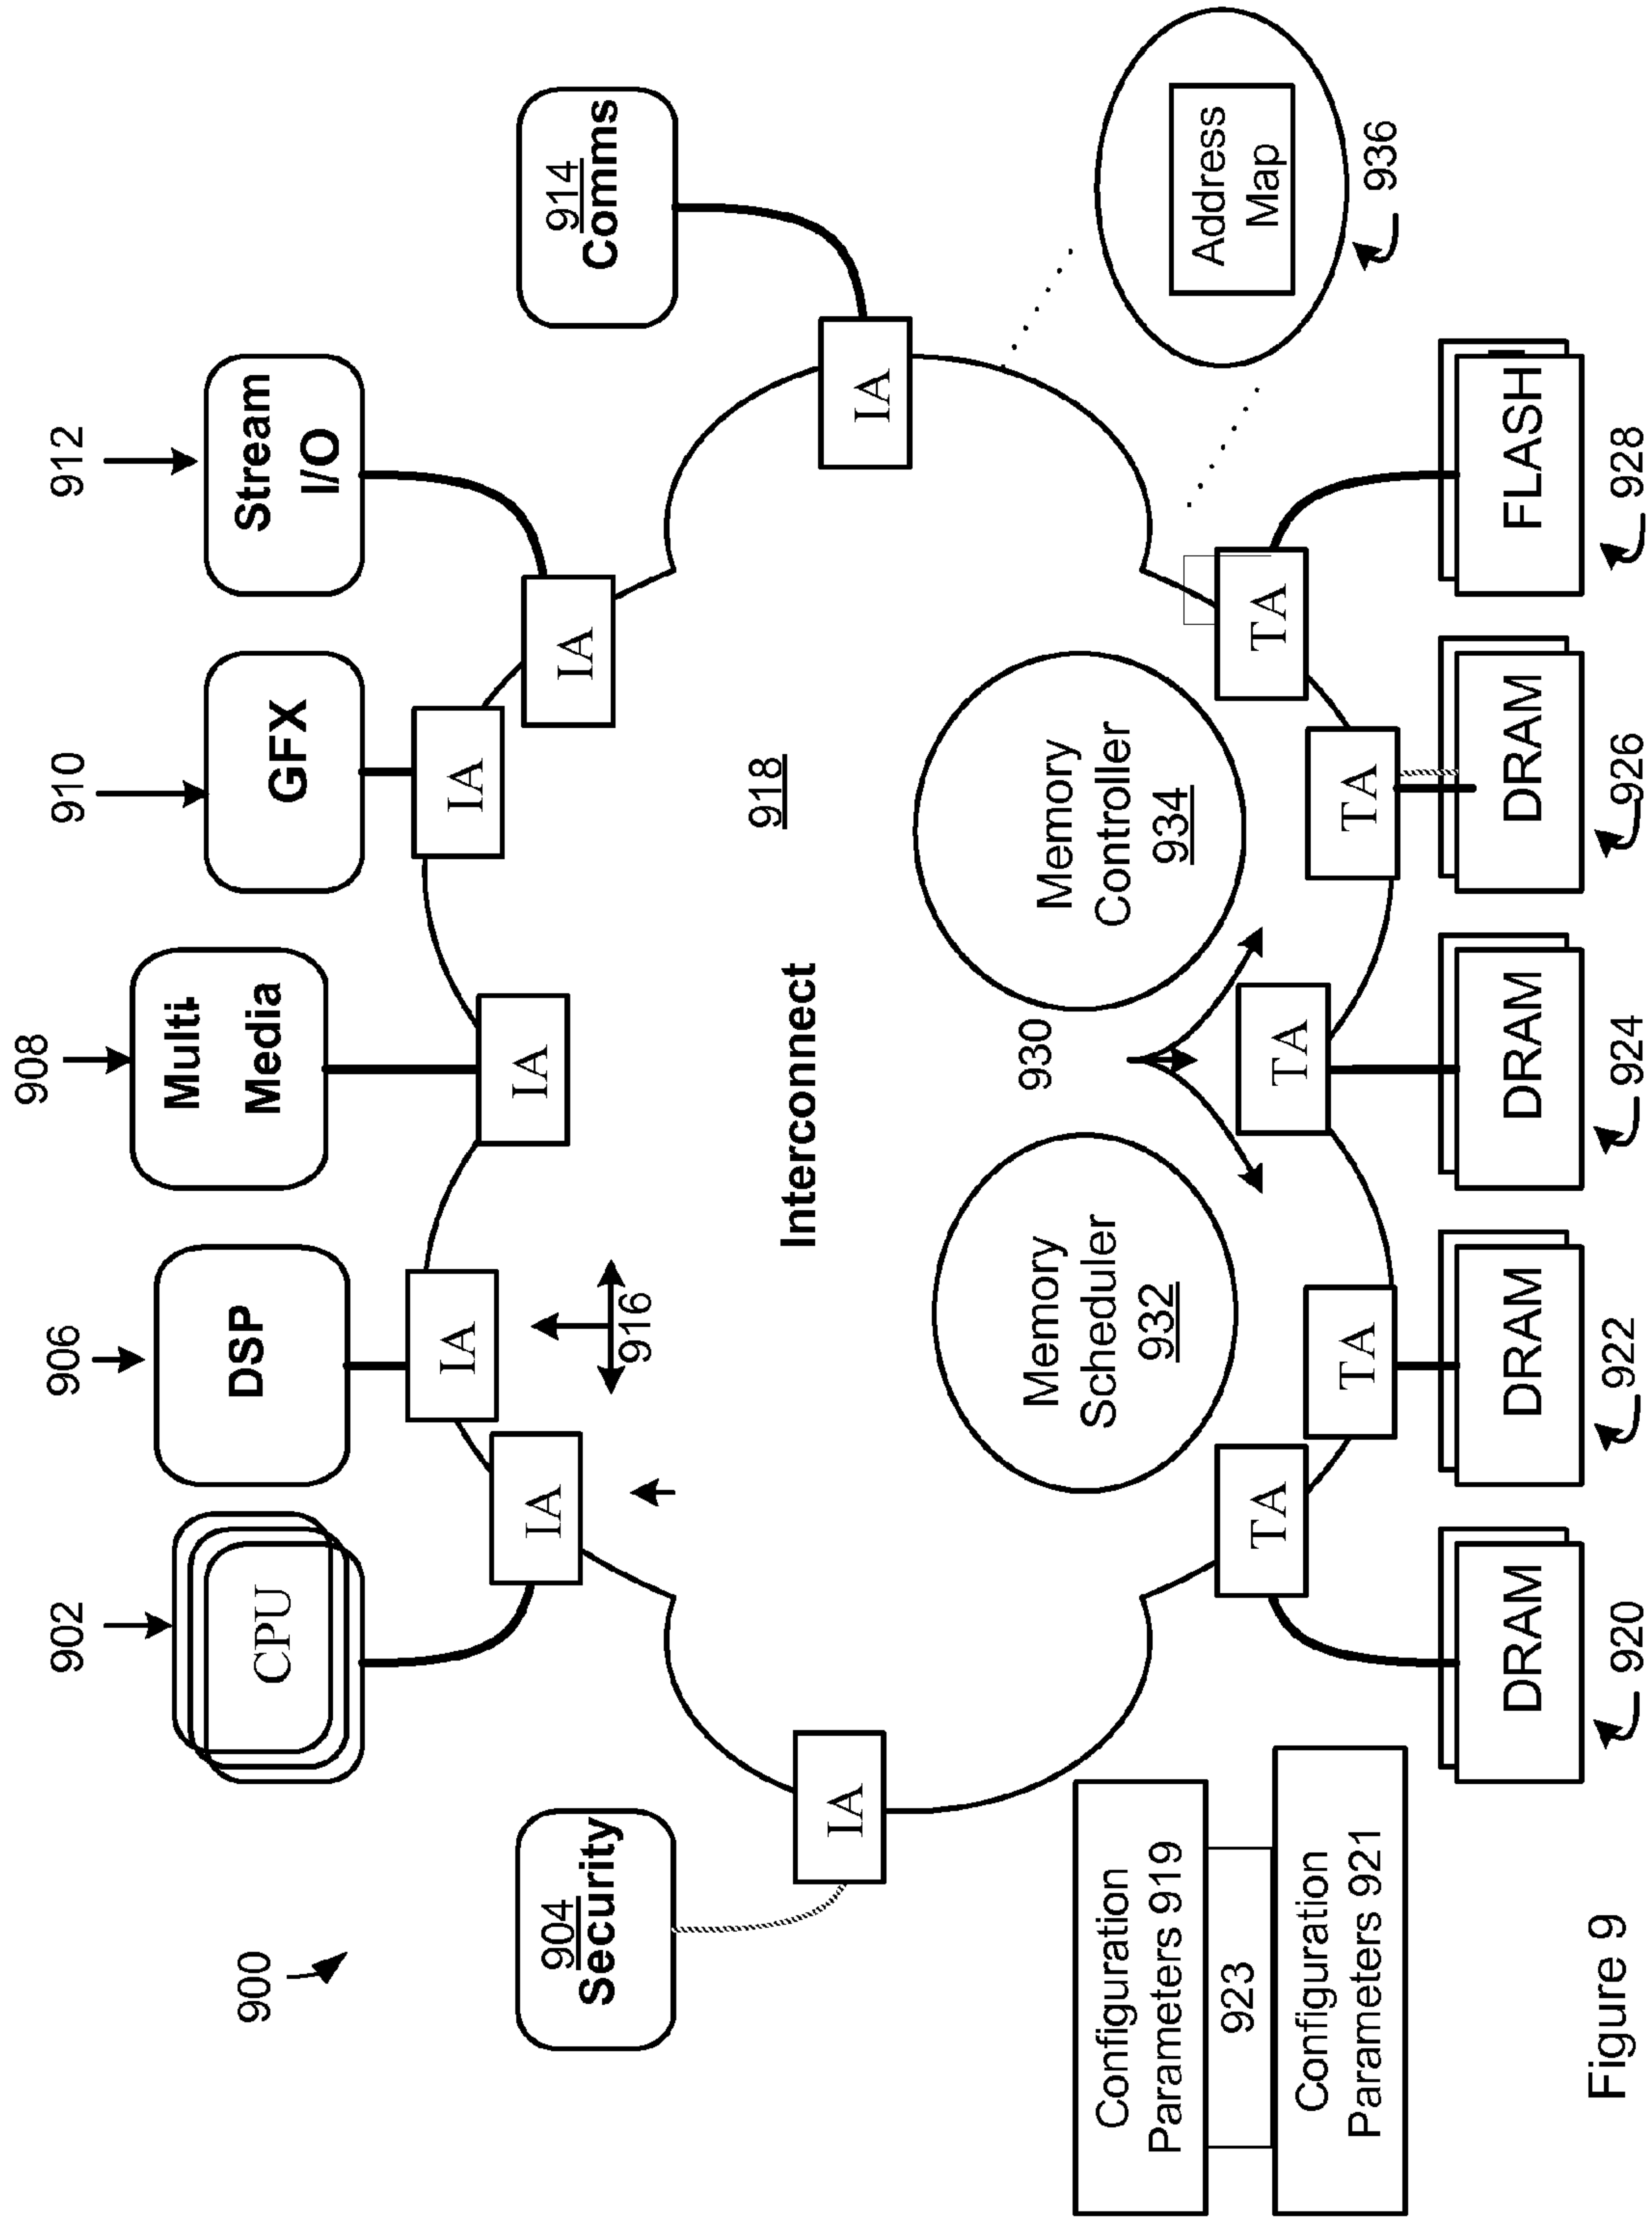 900
902
906
908
910
912
CPU
DSP
Multi-
Media
GFX
Stream
I/O
904
Security
914
Comms
IA
IA
IA
IA
IA
IA
IA
IA
916
Interconnect
918
Memory
Scheduler
932
930
Memory
Controller
934
Address
Map
936
Configuration
Parameters 919
923
Configuration
Parameters 921
TA
TA
TA
TA
TA
DRAM
DRAM
DRAM
DRAM
FLASH
920
922
924
926
928
Figure 9